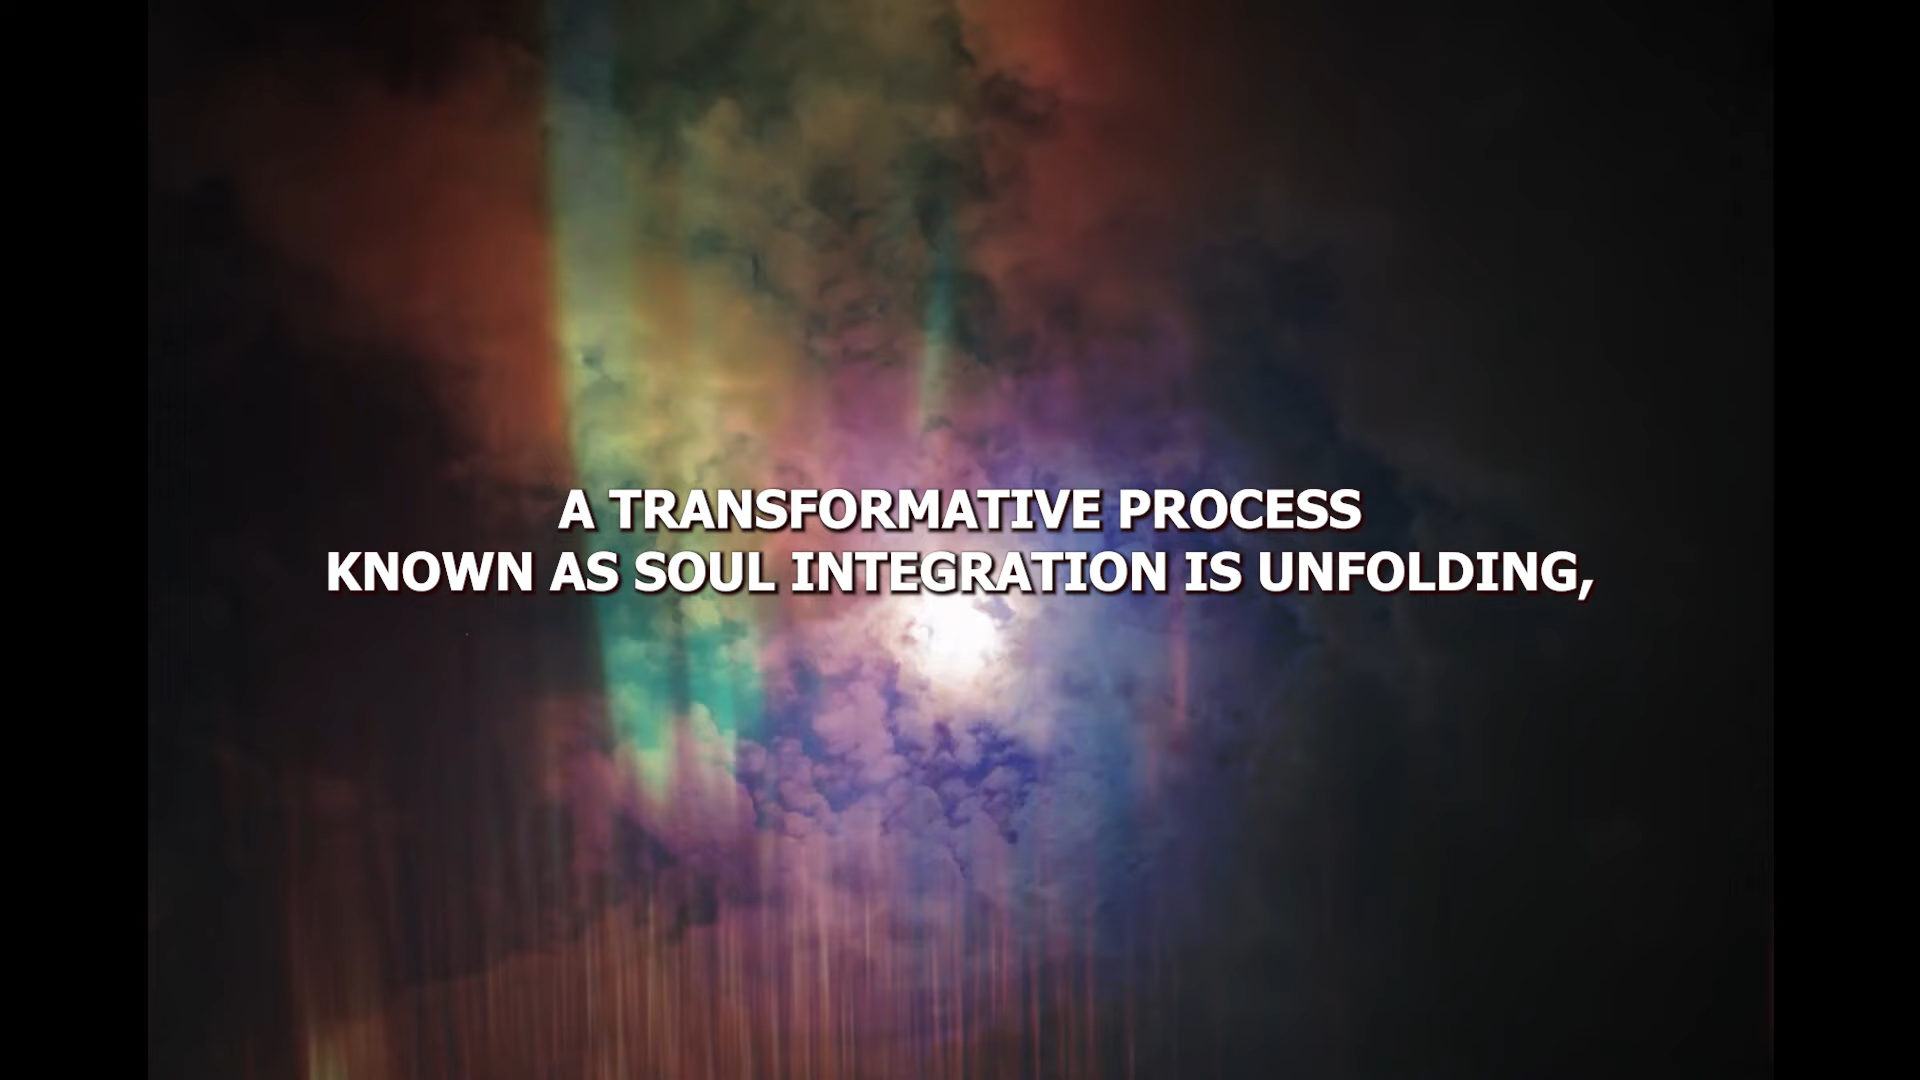 A TRANSFORMATIVE PROCESS
KNOWN AS SOUL INTEGRATION IS UNFOLDING,